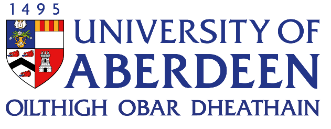 1495
UNIVERSITY OF
ABERDEEN
OILTHIGH OBAR DHEATHAIN